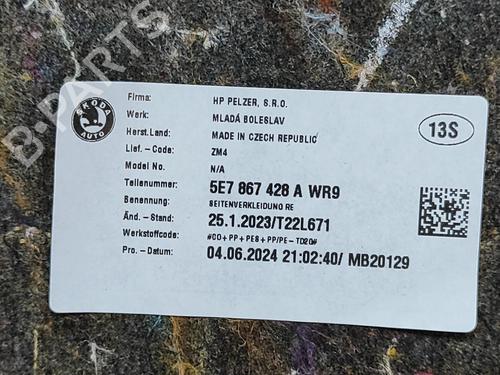 B-PARTS
ŠKODA
AUTO
Firma: HP PELZER, S.R.O.
Werk: MLADÁ BOLESLAV
Herst.Land: MADE IN CZECH REPUBLIC
Lief. - Code: ZM4
Model No.: N/A
Teilenummer: 5E7 867 428 A WR9
Benennung: SEITENVERKLEIDUNG RE
Änd. - Stand: 25.1.2023/T22L671
Werkstoffcode: #CO+PP+PES+PP/PE-TD20#
Pro. - Datum: 04.06.2024 21:02:40/ MB20129
13S